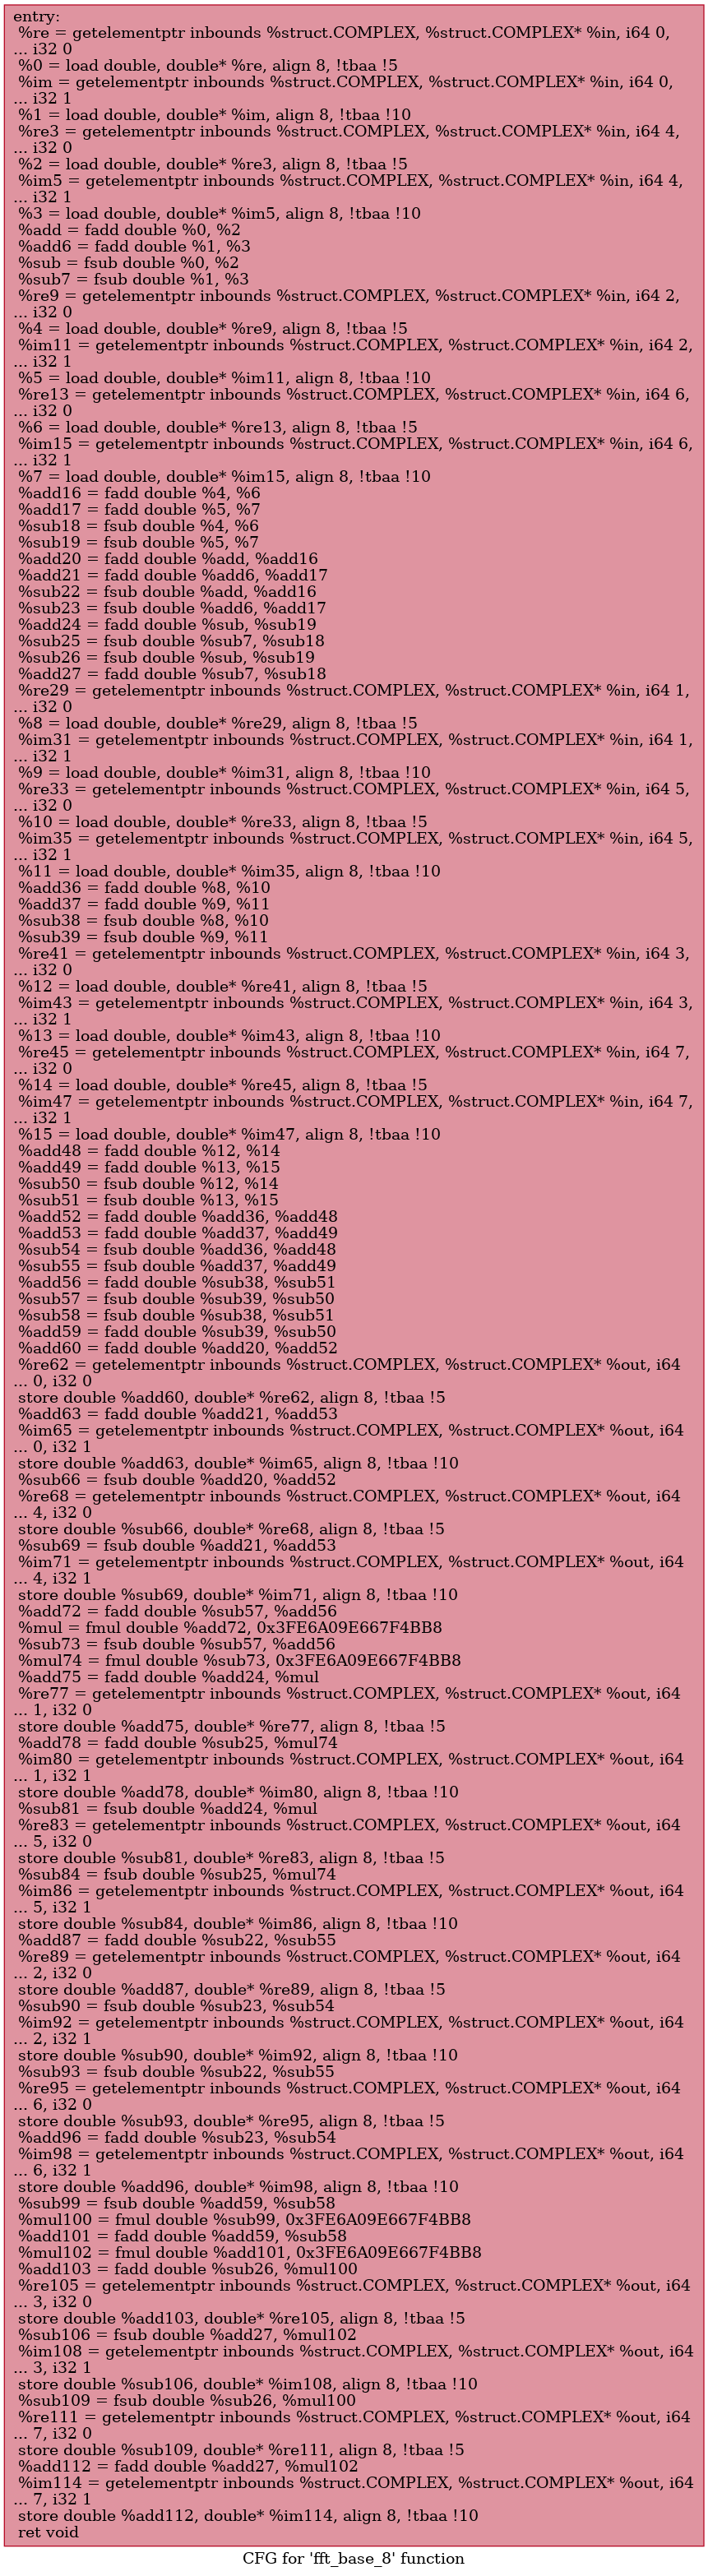 entry:
%re = getelementptr inbounds %struct.COMPLEX, %struct.COMPLEX* %in, i64 0,
... i32 0
%0 = load double, double* %re, align 8, !tbaa !5
%im = getelementptr inbounds %struct.COMPLEX, %struct.COMPLEX* %in, i64 0,
... i32 1
%1 = load double, double* %im, align 8, !tbaa !10
%re3 = getelementptr inbounds %struct.COMPLEX, %struct.COMPLEX* %in, i64 4,
... i32 0
%2 = load double, double* %re3, align 8, !tbaa !5
%im5 = getelementptr inbounds %struct.COMPLEX, %struct.COMPLEX* %in, i64 4,
... i32 1
%3 = load double, double* %im5, align 8, !tbaa !10
%add = fadd double %0, %2
%add6 = fadd double %1, %3
%sub = fsub double %0, %2
%sub7 = fsub double %1, %3
%re9 = getelementptr inbounds %struct.COMPLEX, %struct.COMPLEX* %in, i64 2,
... i32 0
%4 = load double, double* %re9, align 8, !tbaa !5
%im11 = getelementptr inbounds %struct.COMPLEX, %struct.COMPLEX* %in, i64 2,
... i32 1
%5 = load double, double* %im11, align 8, !tbaa !10
%re13 = getelementptr inbounds %struct.COMPLEX, %struct.COMPLEX* %in, i64 6,
... i32 0
%6 = load double, double* %re13, align 8, !tbaa !5
%im15 = getelementptr inbounds %struct.COMPLEX, %struct.COMPLEX* %in, i64 6,
... i32 1
%7 = load double, double* %im15, align 8, !tbaa !10
%add16 = fadd double %4, %6
%add17 = fadd double %5, %7
%sub18 = fsub double %4, %6
%sub19 = fsub double %5, %7
%add20 = fadd double %add, %add16
%add21 = fadd double %add6, %add17
%sub22 = fsub double %add, %add16
%sub23 = fsub double %add6, %add17
%add24 = fadd double %sub, %sub19
%sub25 = fsub double %sub7, %sub18
%sub26 = fsub double %sub, %sub19
%add27 = fadd double %sub7, %sub18
%re29 = getelementptr inbounds %struct.COMPLEX, %struct.COMPLEX* %in, i64 1,
... i32 0
%8 = load double, double* %re29, align 8, !tbaa !5
%im31 = getelementptr inbounds %struct.COMPLEX, %struct.COMPLEX* %in, i64 1,
... i32 1
%9 = load double, double* %im31, align 8, !tbaa !10
%re33 = getelementptr inbounds %struct.COMPLEX, %struct.COMPLEX* %in, i64 5,
... i32 0
%10 = load double, double* %re33, align 8, !tbaa !5
%im35 = getelementptr inbounds %struct.COMPLEX, %struct.COMPLEX* %in, i64 5,
... i32 1
%11 = load double, double* %im35, align 8, !tbaa !10
%add36 = fadd double %8, %10
%add37 = fadd double %9, %11
%sub38 = fsub double %8, %10
%sub39 = fsub double %9, %11
%re41 = getelementptr inbounds %struct.COMPLEX, %struct.COMPLEX* %in, i64 3,
... i32 0
%12 = load double, double* %re41, align 8, !tbaa !5
%im43 = getelementptr inbounds %struct.COMPLEX, %struct.COMPLEX* %in, i64 3,
... i32 1
%13 = load double, double* %im43, align 8, !tbaa !10
%re45 = getelementptr inbounds %struct.COMPLEX, %struct.COMPLEX* %in, i64 7,
... i32 0
%14 = load double, double* %re45, align 8, !tbaa !5
%im47 = getelementptr inbounds %struct.COMPLEX, %struct.COMPLEX* %in, i64 7,
... i32 1
%15 = load double, double* %im47, align 8, !tbaa !10
%add48 = fadd double %12, %14
%add49 = fadd double %13, %15
%sub50 = fsub double %12, %14
%sub51 = fsub double %13, %15
%add52 = fadd double %add36, %add48
%add53 = fadd double %add37, %add49
%sub54 = fsub double %add36, %add48
%sub55 = fsub double %add37, %add49
%add56 = fadd double %sub38, %sub51
%sub57 = fsub double %sub39, %sub50
%sub58 = fsub double %sub38, %sub51
%add59 = fadd double %sub39, %sub50
%add60 = fadd double %add20, %add52
%re62 = getelementptr inbounds %struct.COMPLEX, %struct.COMPLEX* %out, i64
... 0, i32 0
store double %add60, double* %re62, align 8, !tbaa !5
%add63 = fadd double %add21, %add53
%im65 = getelementptr inbounds %struct.COMPLEX, %struct.COMPLEX* %out, i64
... 0, i32 1
store double %add63, double* %im65, align 8, !tbaa !10
%sub66 = fsub double %add20, %add52
%re68 = getelementptr inbounds %struct.COMPLEX, %struct.COMPLEX* %out, i64
... 4, i32 0
store double %sub66, double* %re68, align 8, !tbaa !5
%sub69 = fsub double %add21, %add53
%im71 = getelementptr inbounds %struct.COMPLEX, %struct.COMPLEX* %out, i64
... 4, i32 1
store double %sub69, double* %im71, align 8, !tbaa !10
%add72 = fadd double %sub57, %add56
%mul = fmul double %add72, 0x3FE6A09E667F4BB8
%sub73 = fsub double %sub57, %add56
%mul74 = fmul double %sub73, 0x3FE6A09E667F4BB8
%add75 = fadd double %add24, %mul
%re77 = getelementptr inbounds %struct.COMPLEX, %struct.COMPLEX* %out, i64
... 1, i32 0
store double %add75, double* %re77, align 8, !tbaa !5
%add78 = fadd double %sub25, %mul74
%im80 = getelementptr inbounds %struct.COMPLEX, %struct.COMPLEX* %out, i64
... 1, i32 1
store double %add78, double* %im80, align 8, !tbaa !10
%sub81 = fsub double %add24, %mul
%re83 = getelementptr inbounds %struct.COMPLEX, %struct.COMPLEX* %out, i64
... 5, i32 0
store double %sub81, double* %re83, align 8, !tbaa !5
%sub84 = fsub double %sub25, %mul74
%im86 = getelementptr inbounds %struct.COMPLEX, %struct.COMPLEX* %out, i64
... 5, i32 1
store double %sub84, double* %im86, align 8, !tbaa !10
%add87 = fadd double %sub22, %sub55
%re89 = getelementptr inbounds %struct.COMPLEX, %struct.COMPLEX* %out, i64
... 2, i32 0
store double %add87, double* %re89, align 8, !tbaa !5
%sub90 = fsub double %sub23, %sub54
%im92 = getelementptr inbounds %struct.COMPLEX, %struct.COMPLEX* %out, i64
... 2, i32 1
store double %sub90, double* %im92, align 8, !tbaa !10
%sub93 = fsub double %sub22, %sub55
%re95 = getelementptr inbounds %struct.COMPLEX, %struct.COMPLEX* %out, i64
... 6, i32 0
store double %sub93, double* %re95, align 8, !tbaa !5
%add96 = fadd double %sub23, %sub54
%im98 = getelementptr inbounds %struct.COMPLEX, %struct.COMPLEX* %out, i64
... 6, i32 1
store double %add96, double* %im98, align 8, !tbaa !10
%sub99 = fsub double %add59, %sub58
%mul100 = fmul double %sub99, 0x3FE6A09E667F4BB8
%add101 = fadd double %add59, %sub58
%mul102 = fmul double %add101, 0x3FE6A09E667F4BB8
%add103 = fadd double %sub26, %mul100
%re105 = getelementptr inbounds %struct.COMPLEX, %struct.COMPLEX* %out, i64
... 3, i32 0
store double %add103, double* %re105, align 8, !tbaa !5
%sub106 = fsub double %add27, %mul102
%im108 = getelementptr inbounds %struct.COMPLEX, %struct.COMPLEX* %out, i64
... 3, i32 1
store double %sub106, double* %im108, align 8, !tbaa !10
%sub109 = fsub double %sub26, %mul100
%re111 = getelementptr inbounds %struct.COMPLEX, %struct.COMPLEX* %out, i64
... 7, i32 0
store double %sub109, double* %re111, align 8, !tbaa !5
%add112 = fadd double %add27, %mul102
%im114 = getelementptr inbounds %struct.COMPLEX, %struct.COMPLEX* %out, i64
... 7, i32 1
store double %add112, double* %im114, align 8, !tbaa !10
ret void
CFG for 'fft_base_8' function